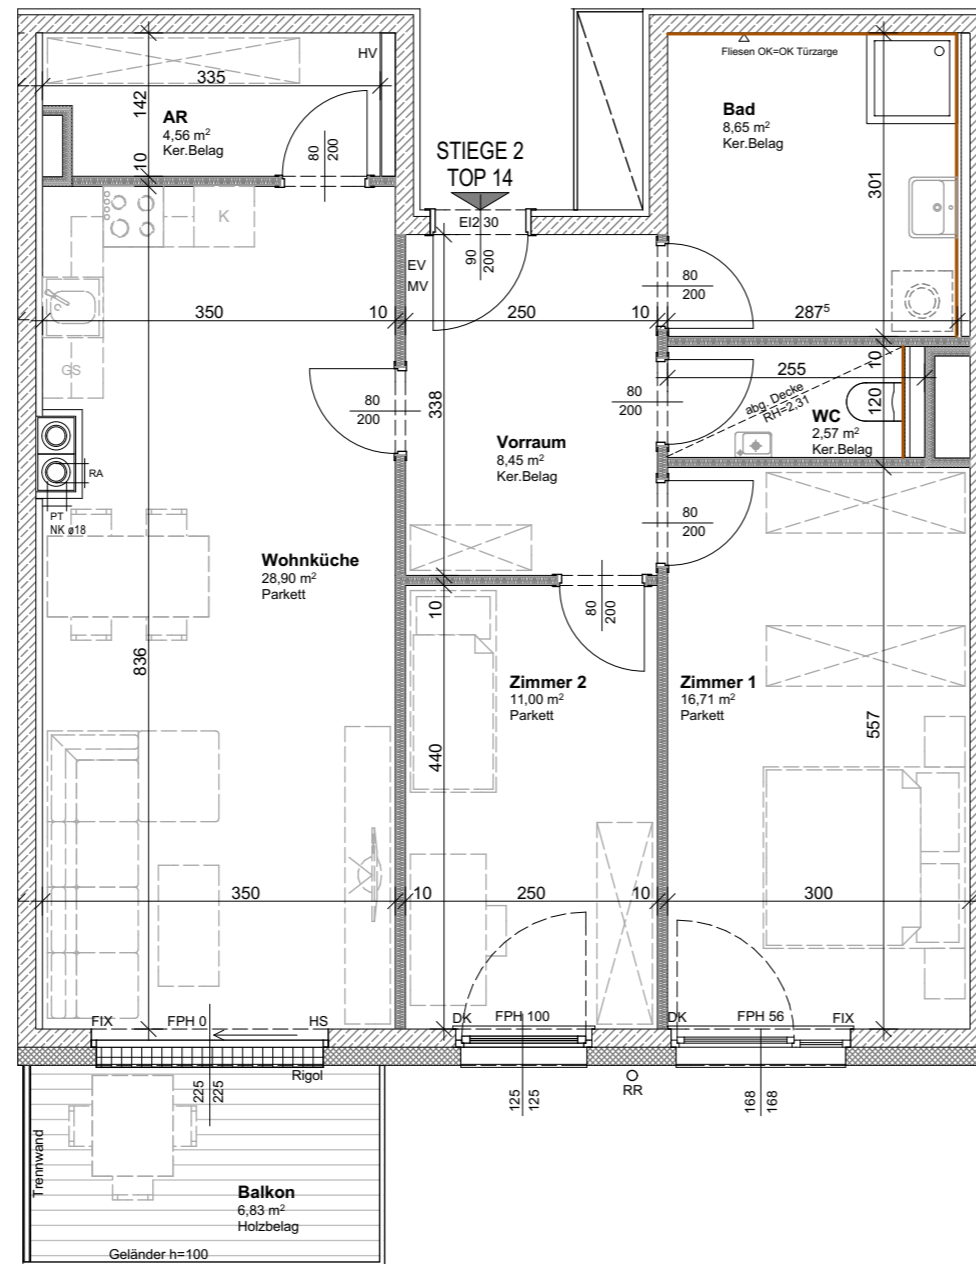 HV
Fliesen OK=OK Türzarge
335
142
AR
4,56 m²
Ker.Belag
Bad
8,65 m²
Ker.Belag
STIEGE 2
TOP 14
10
80
200
301
K
EI2 30
90
200
EV
MV
80
200
350
10
250
10
287⁵
GS
10
255
80
200
338
80
200
abg. Decke
RH=2,31
120
WC
2,57 m²
Ker.Belag
Vorraum
8,45 m²
Ker.Belag
RA
PT
NK ø18
80
200
Wohnküche
28,90 m²
Parkett
10
80
200
836
Zimmer 2
11,00 m²
Parkett
Zimmer 1
16,71 m²
Parkett
557
440
350
10
250
10
300
FIX
FPH 0
HS
DK
FPH 100
DK
FPH 56
FIX
Rigol
225
225
125
125
RR
168
168
Trennwand
Balkon
6,83 m²
Holzbelag
Geländer h=100